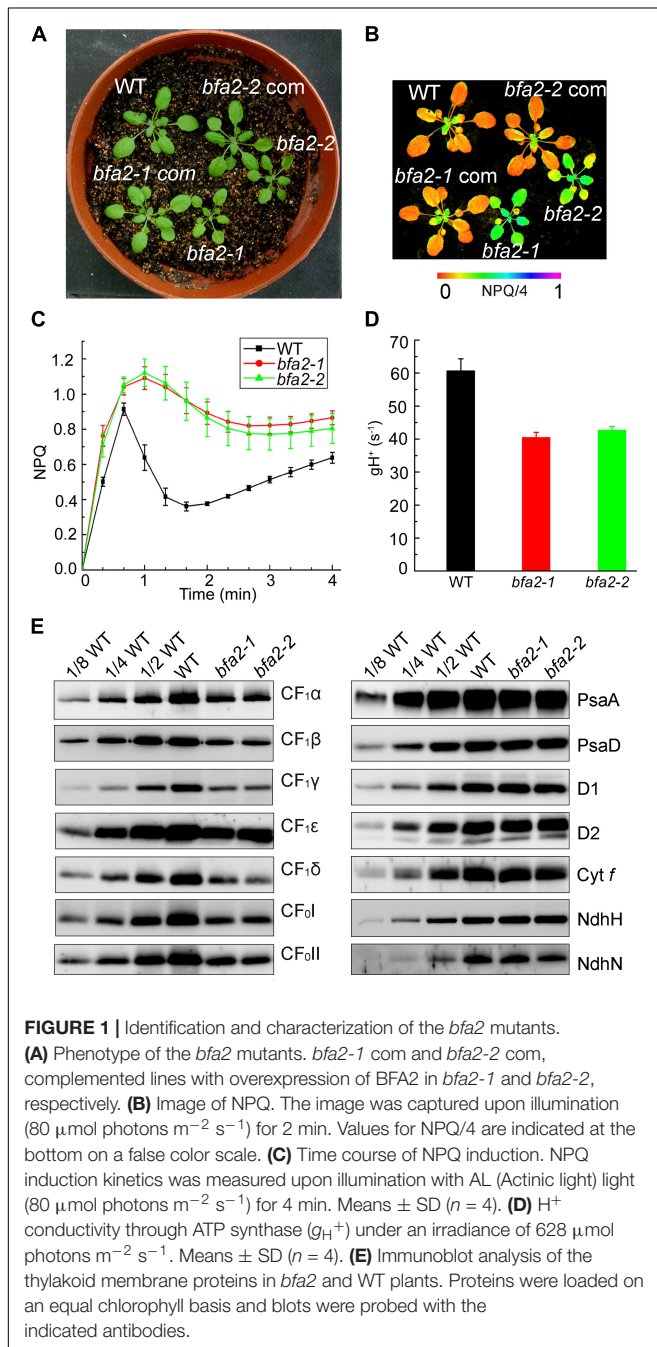 A
WT
bfa2-2 com
bfa2-2
bfa2-1 com
bfa2-1
B
WT
bfa2-2 com
bfa2-1 com
bfa2-2
bfa2-1
0 NPQ/4 1
C
WT
bfa2-1
bfa2-2
1.2
1.0
0.8
0.6
0.4
0.2
0.0
NPQ
0 1 2 3 4
Time (min)
D
70
60
50
40
30
20
10
0
gH⁺ (s⁻¹)
WT bfa2-1 bfa2-2
E
1/8 WT 1/4 WT 1/2 WT WT bfa2-1 bfa2-2
CF₁α
CF₁β
CF₁γ
CF₁ε
CF₁δ
CF₀I
CF₀II
1/8 WT 1/4 WT 1/2 WT WT bfa2-1 bfa2-2
PsaA
PsaD
D1
D2
Cyt f
NdhH
NdhN
FIGURE 1 | Identification and characterization of the bfa2 mutants.
(A) Phenotype of the bfa2 mutants. bfa2-1 com and bfa2-2 com,
complemented lines with overexpression of BFA2 in bfa2-1 and bfa2-2,
respectively. (B) Image of NPQ. The image was captured upon illumination
(80 μmol photons m⁻² s⁻¹) for 2 min. Values for NPQ/4 are indicated at the
bottom on a false color scale. (C) Time course of NPQ induction. NPQ
induction kinetics was measured upon illumination with AL (Actinic light) light
(80 μmol photons m⁻² s⁻¹) for 4 min. Means ± SD (n = 4). (D) H⁺
conductivity through ATP synthase (gH⁺) under an irradiance of 628 μmol
photons m⁻² s⁻¹. Means ± SD (n = 4). (E) Immunoblot analysis of the
thylakoid membrane proteins in bfa2 and WT plants. Proteins were loaded on
an equal chlorophyll basis and blots were probed with the
indicated antibodies.